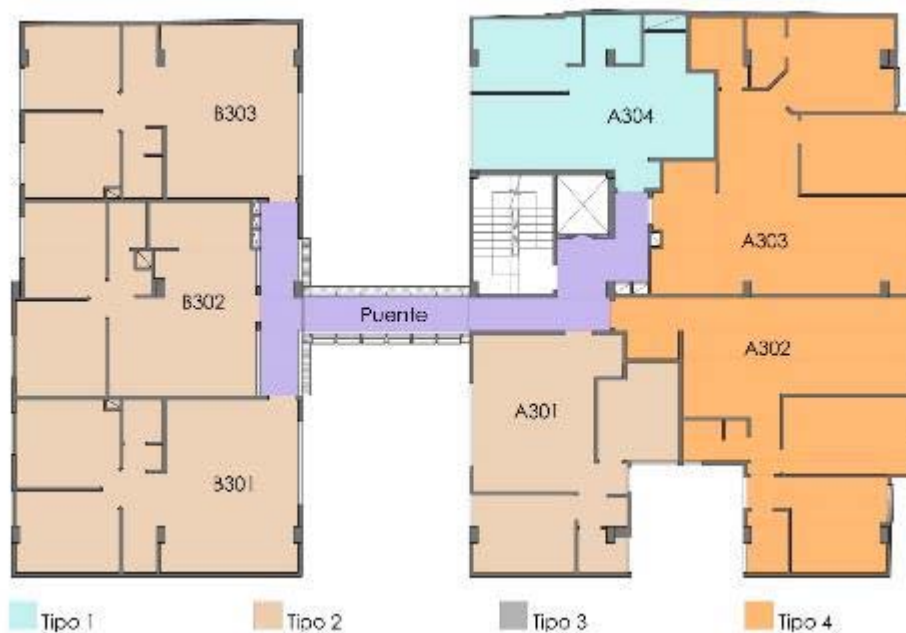 B303
A304
A303
B302
Puente
A302
A301
B301
Tipo 1
Tipo 2
Tipo 3
Tipo 4